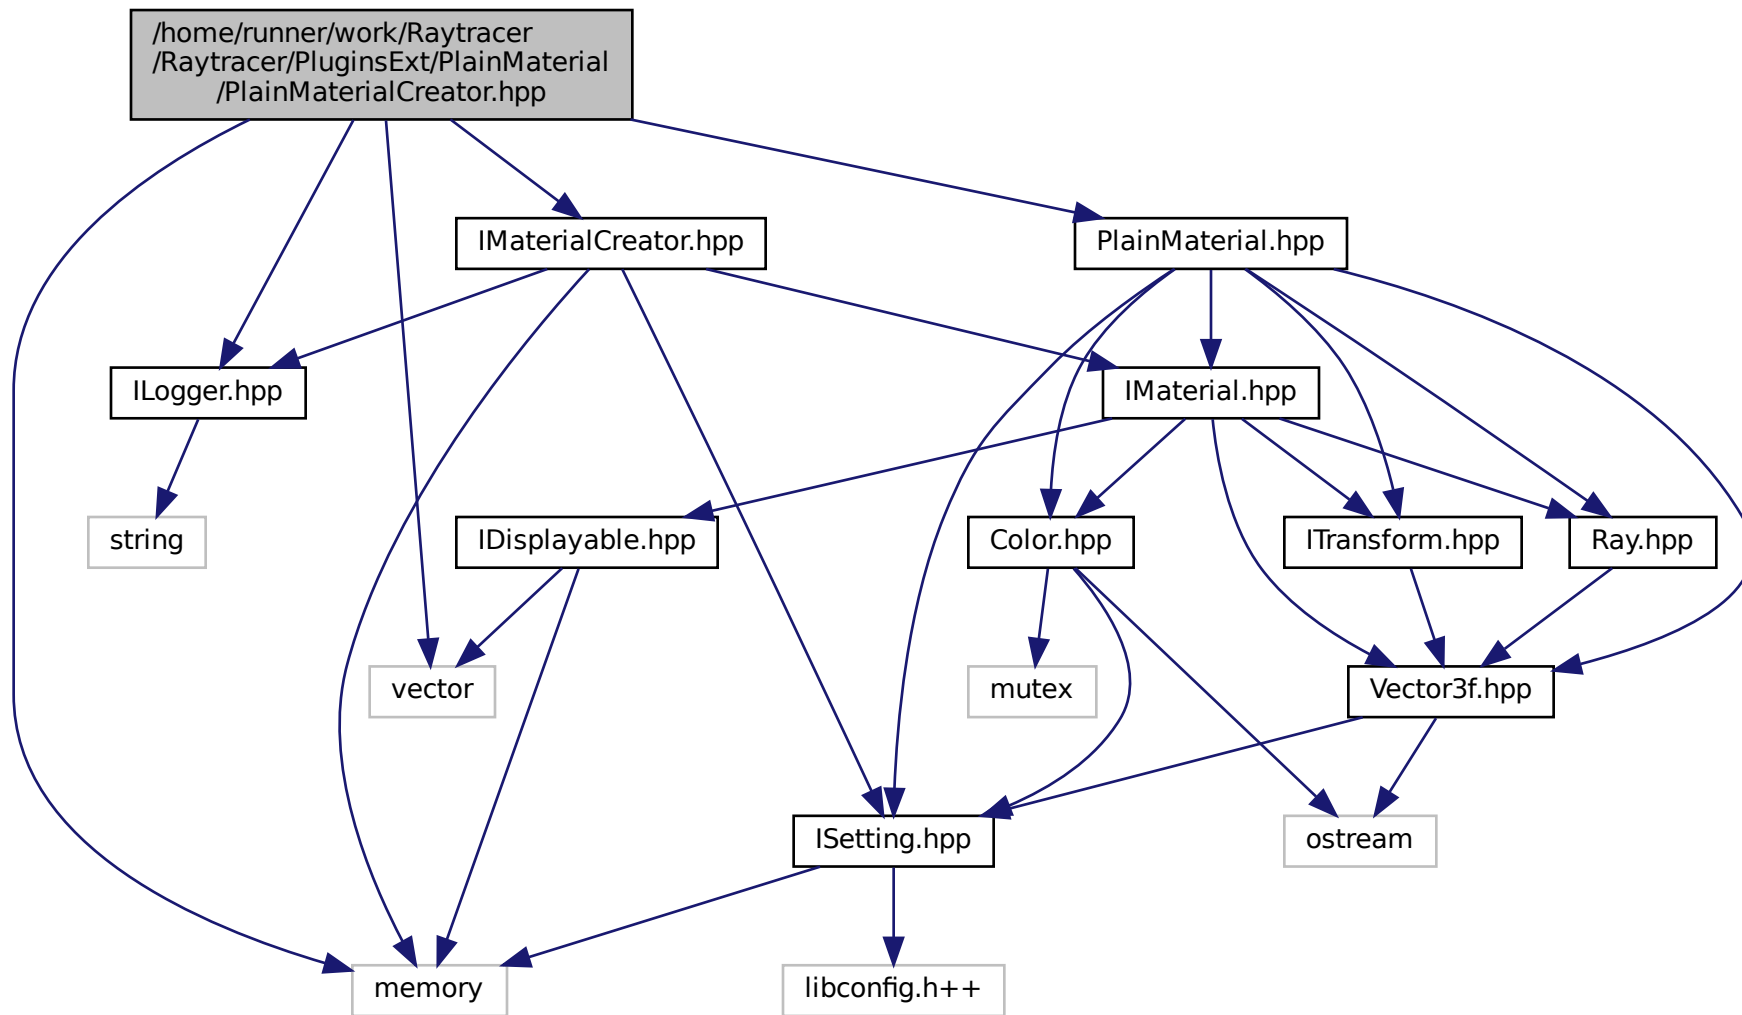 /home/runner/work/Raytracer
/Raytracer/PluginsExt/PlainMaterial
/PlainMaterialCreator.hpp
IMaterialCreator.hpp
PlainMaterial.hpp
ILogger.hpp
IMaterial.hpp
string
IDisplayable.hpp
Color.hpp
ITransform.hpp
Ray.hpp
vector
mutex
Vector3f.hpp
ISetting.hpp
ostream
memory
libconfig.h++